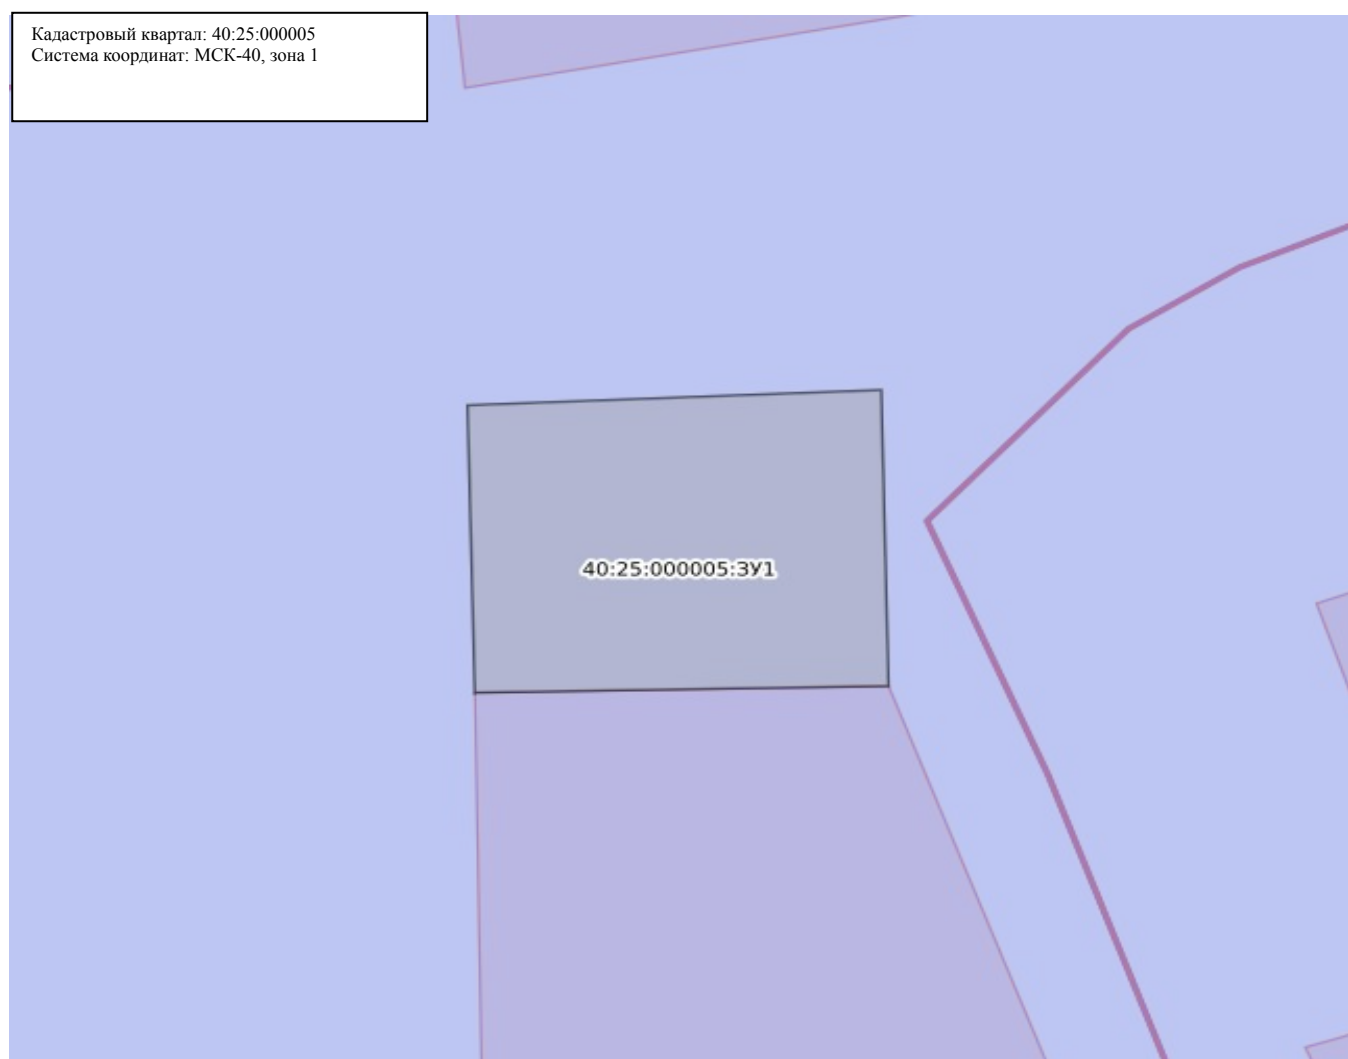 Кадастровый квартал: 40:25:000005
Система координат: МСК-40, зона 1
40:25:000005:ЗУ1